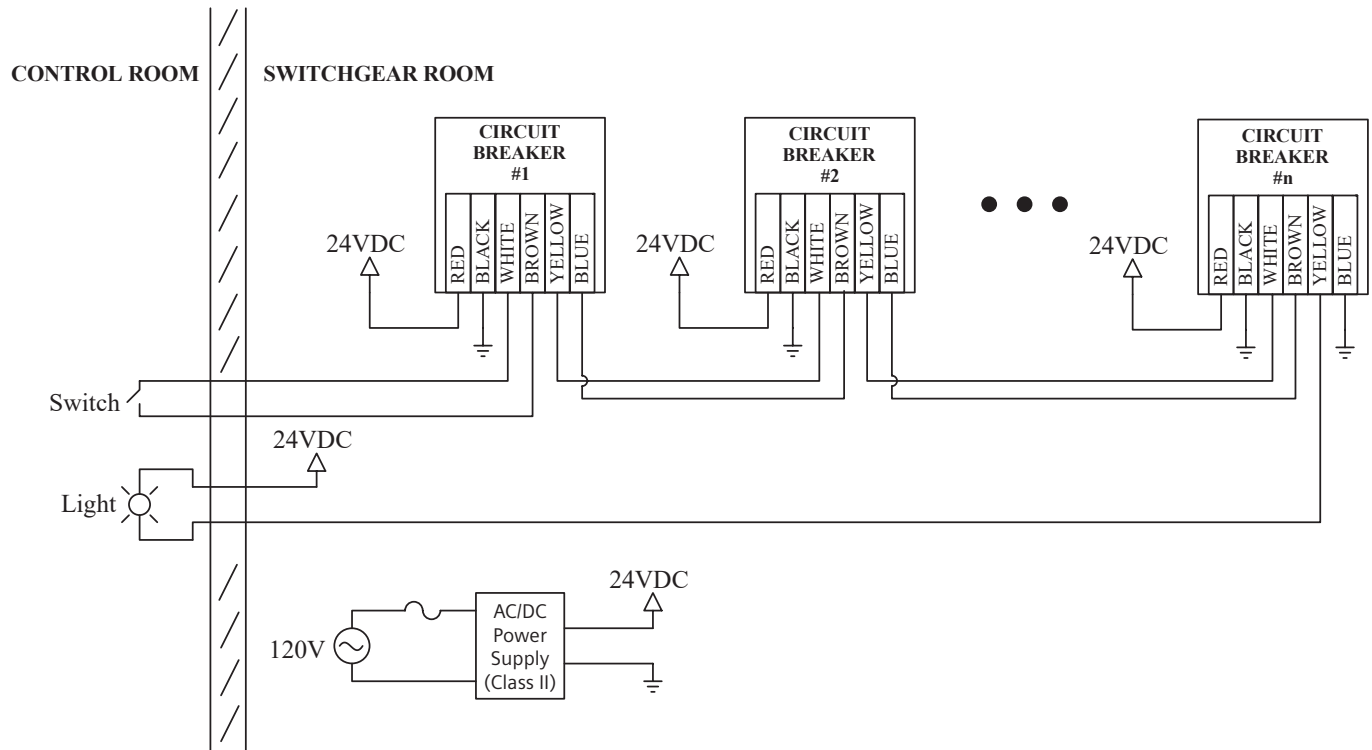 CONTROL ROOM
SWITCHGEAR ROOM
CIRCUIT
BREAKER
#1
RED
BLACK
WHITE
BROWN
YELLOW
BLUE
24VDC
CIRCUIT
BREAKER
#2
RED
BLACK
WHITE
BROWN
YELLOW
BLUE
24VDC
CIRCUIT
BREAKER
#n
RED
BLACK
WHITE
BROWN
YELLOW
BLUE
24VDC
Switch
24VDC
Light
24VDC
120V
AC/DC
Power
Supply
(Class II)